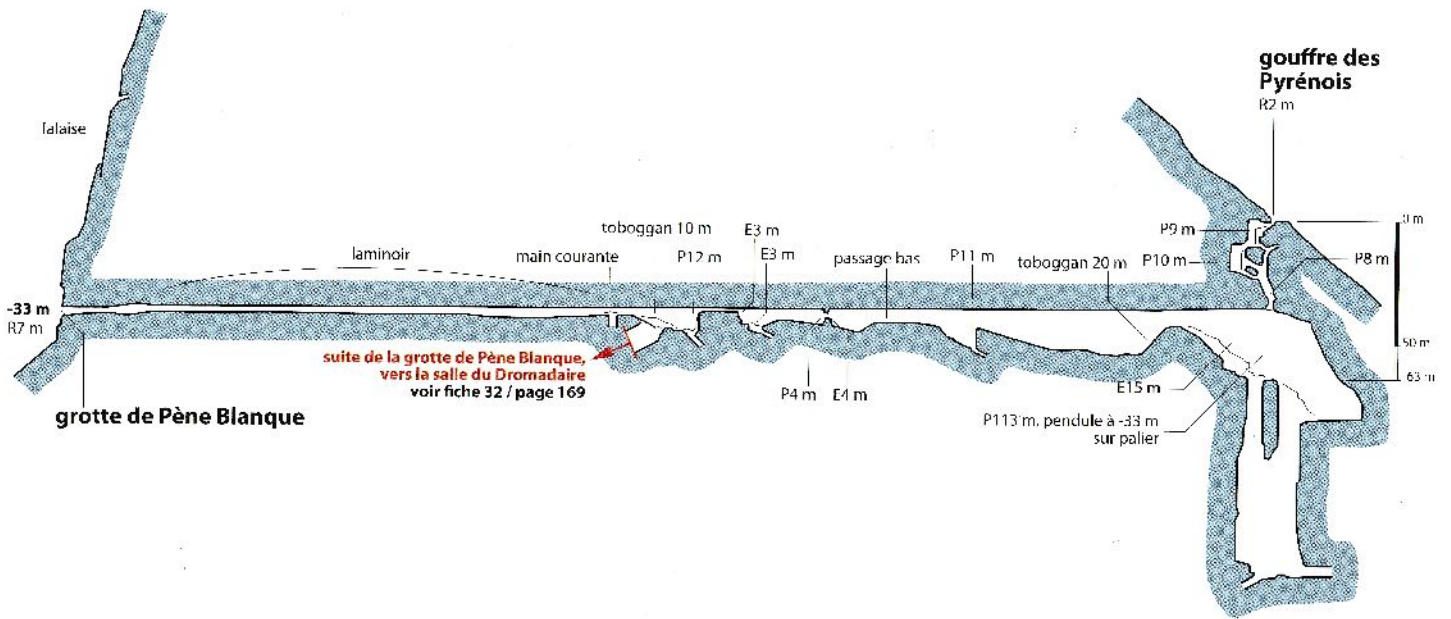 gouffre des
Pyrénois
R2 m
falaise
0 m
P9 m
toboggan 10 m
E3 m
laminoir
main courante
P12 m
E3 m
passage bas
P11 m
toboggan 20 m
P10 m
P8 m
-33 m
R7 m
50 m
suite de la grotte de Pène Blanque,
vers la salle du Dromadaire
voir fiche 32 / page 169
63 m
E15 m
P4 m
E4 m
grotte de Pène Blanque
P113 m, pendule à -33 m
sur palier